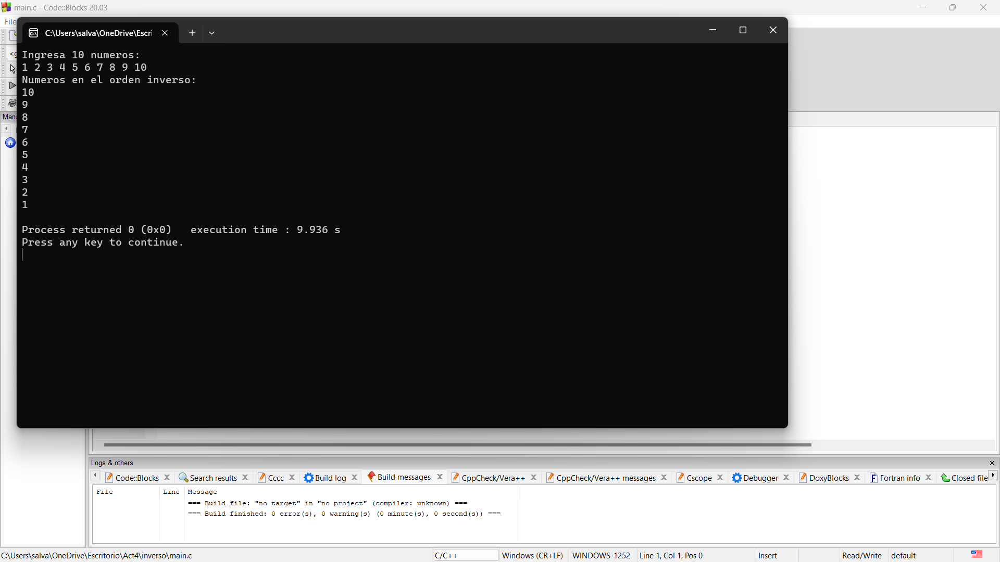 main.c - Code::Blocks 20.03
File
C:\Users\salva\OneDrive\Escri
Ingresa 10 numeros:
1 2 3 4 5 6 7 8 9 10
Numeros en el orden inverso:
10
9
8
7
6
5
4
3
2
1
Process returned 0 (0x0)   execution time : 9.936 s
Press any key to continue.
Logs & others
Code::Blocks
Search results
Cccc
Build log
Build messages
CppCheck/Vera++
CppCheck/Vera++ messages
Cscope
Debugger
DoxyBlocks
Fortran info
Closed file
File
Line
Message
=== Build file: "no target" in "no project" (compiler: unknown) ===
=== Build finished: 0 error(s), 0 warning(s) (0 minute(s), 0 second(s)) ===
C:\Users\salva\OneDrive\Escritorio\Act4\inverso\main.c
C/C++
Windows (CR+LF)
WINDOWS-1252
Line 1, Col 1, Pos 0
Insert
Read/Write
default